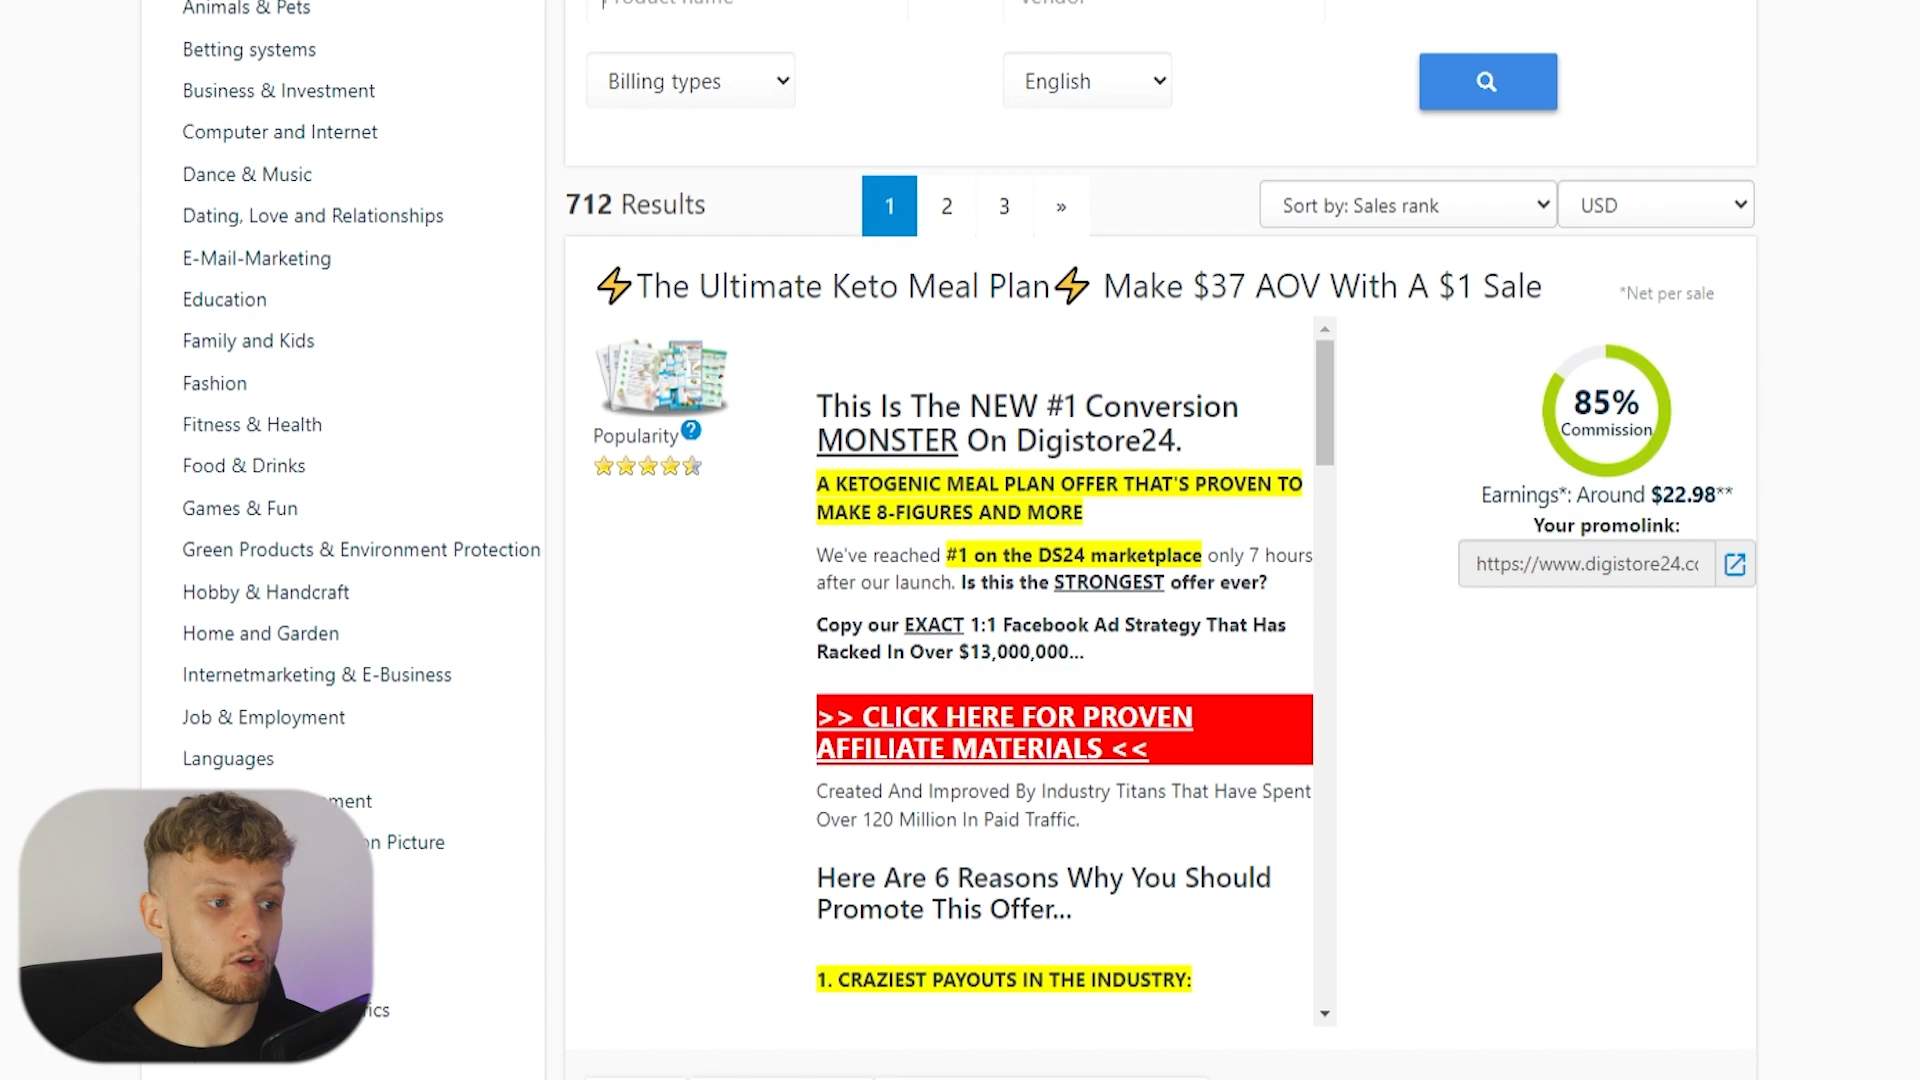 Animals & Pets
Betting systems
Business & Investment
Computer and Internet
Dance & Music
Dating, Love and Relationships
E-Mail-Marketing
Education
Family and Kids
Fashion
Fitness & Health
Food & Drinks
Games & Fun
Green Products & Environment Protection
Hobby & Handcraft
Home and Garden
Internetmarketing & E-Business
Job & Employment
Languages
Product name
Vendor
Billing types
English
712 Results
1 2 3 »
Sort by: Sales rank
USD
⚡The Ultimate Keto Meal Plan⚡ Make $37 AOV With A $1 Sale
*Net per sale
Popularity ?
This Is The NEW #1 Conversion
MONSTER On Digistore24.
A KETOGENIC MEAL PLAN OFFER THAT'S PROVEN TO
MAKE 8-FIGURES AND MORE
We've reached #1 on the DS24 marketplace only 7 hours
after our launch. Is this the STRONGEST offer ever?
Copy our EXACT 1:1 Facebook Ad Strategy That Has
Racked In Over $13,000,000...
>> CLICK HERE FOR PROVEN
AFFILIATE MATERIALS <<
Created And Improved By Industry Titans That Have Spent
Over 120 Million In Paid Traffic.
Here Are 6 Reasons Why You Should
Promote This Offer...
1. CRAZIEST PAYOUTS IN THE INDUSTRY:
85%
Commission
Earnings*: Around $22.98**
Your promolink:
https://www.digistore24.co
Picture